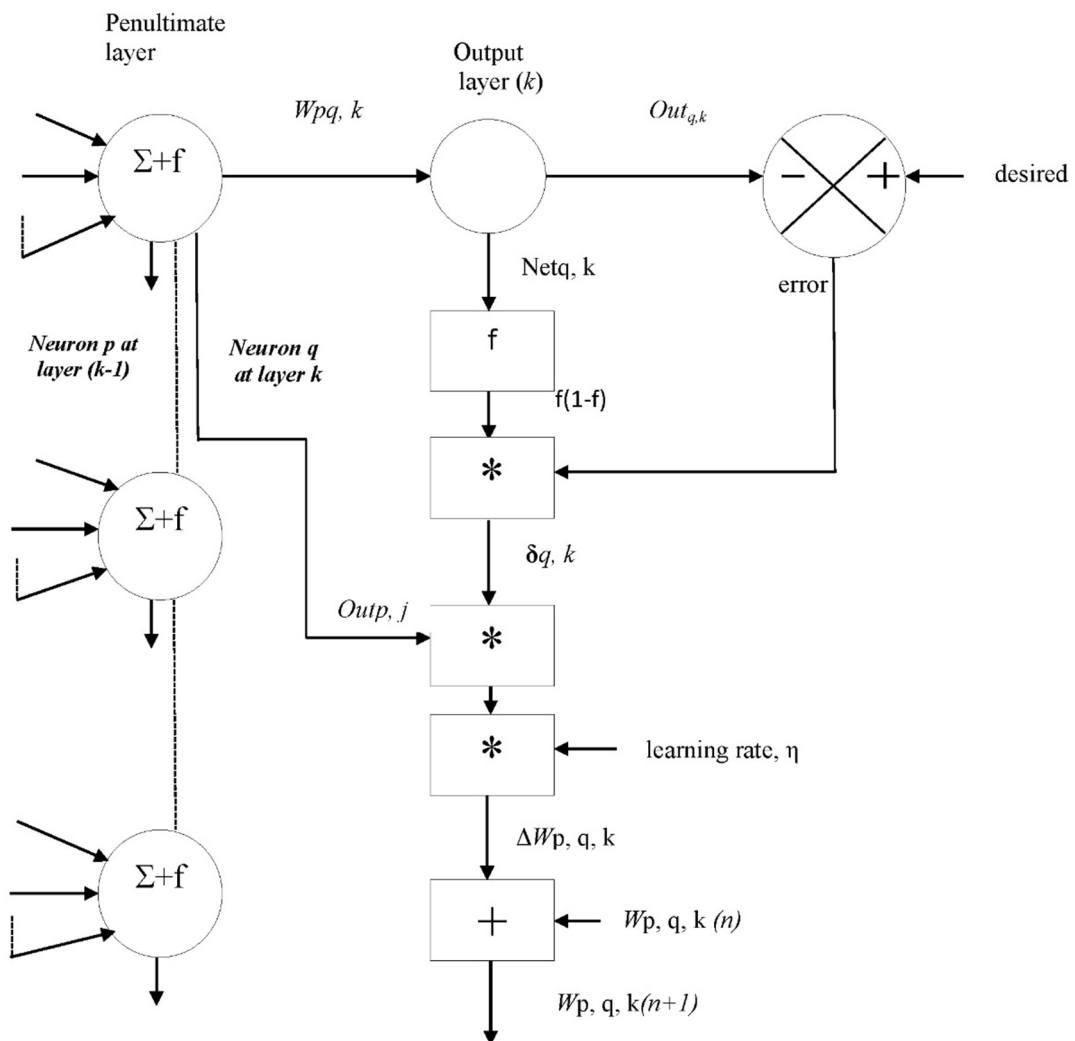 Penultimate
layer
Output
layer (k)
Wpq, k
Outq,k
Σ+f
−
+
desired
Netq, k
error
Neuron p at
layer (k-1)
Neuron q
at layer k
f
f(1-f)
*
Σ+f
δq, k
Outp, j
*
*
learning rate, η
ΔWp, q, k
Σ+f
+
Wp, q, k (n)
Wp, q, k(n+1)